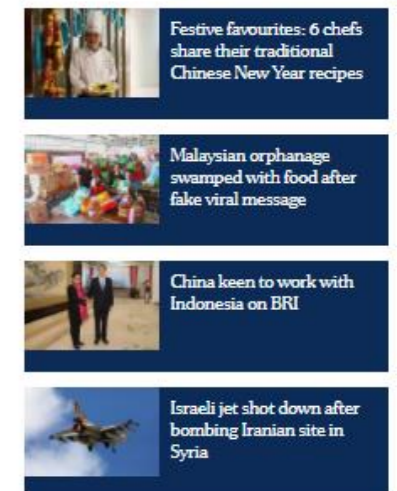 Festive favourites: 6 chefs
share their traditional
Chinese New Year recipes
Malaysian orphanage
swamped with food after
fake viral message
China keen to work with
Indonesia on BRI
Israeli jet shot down after
bombing Iranian site in
Syria